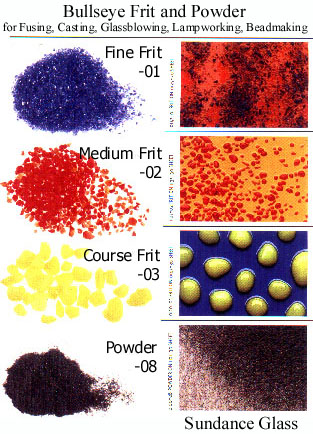 Bullseye Frit and Powder
for Fusing, Casting, Glassblowing, Lampworking, Beadmaking
Fine Frit
-01
Medium Frit
-02
Course Frit
-03
Powder
-08
Sundance Glass